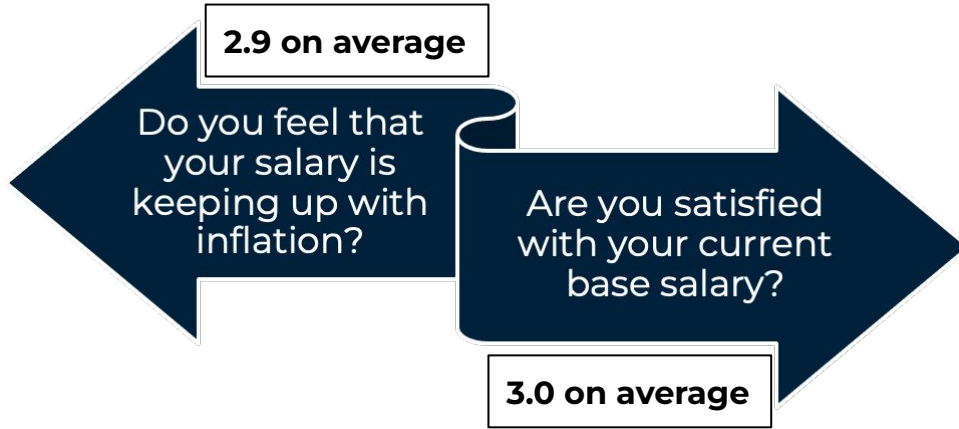 2.9 on average
Do you feel that
your salary is
keeping up with
inflation?
Are you satisfied
with your current
base salary?
3.0 on average